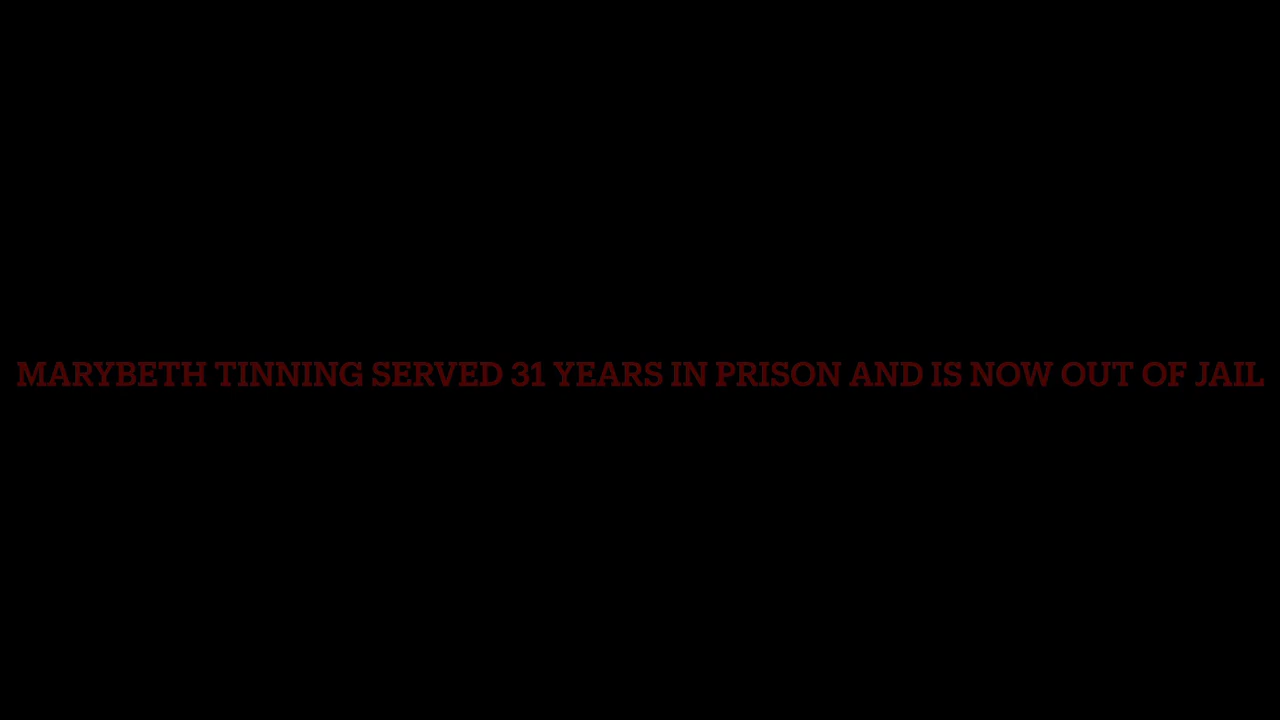 MARYBETH TINNING SERVED 31 YEARS IN PRISON AND IS NOW OUT OF JAIL